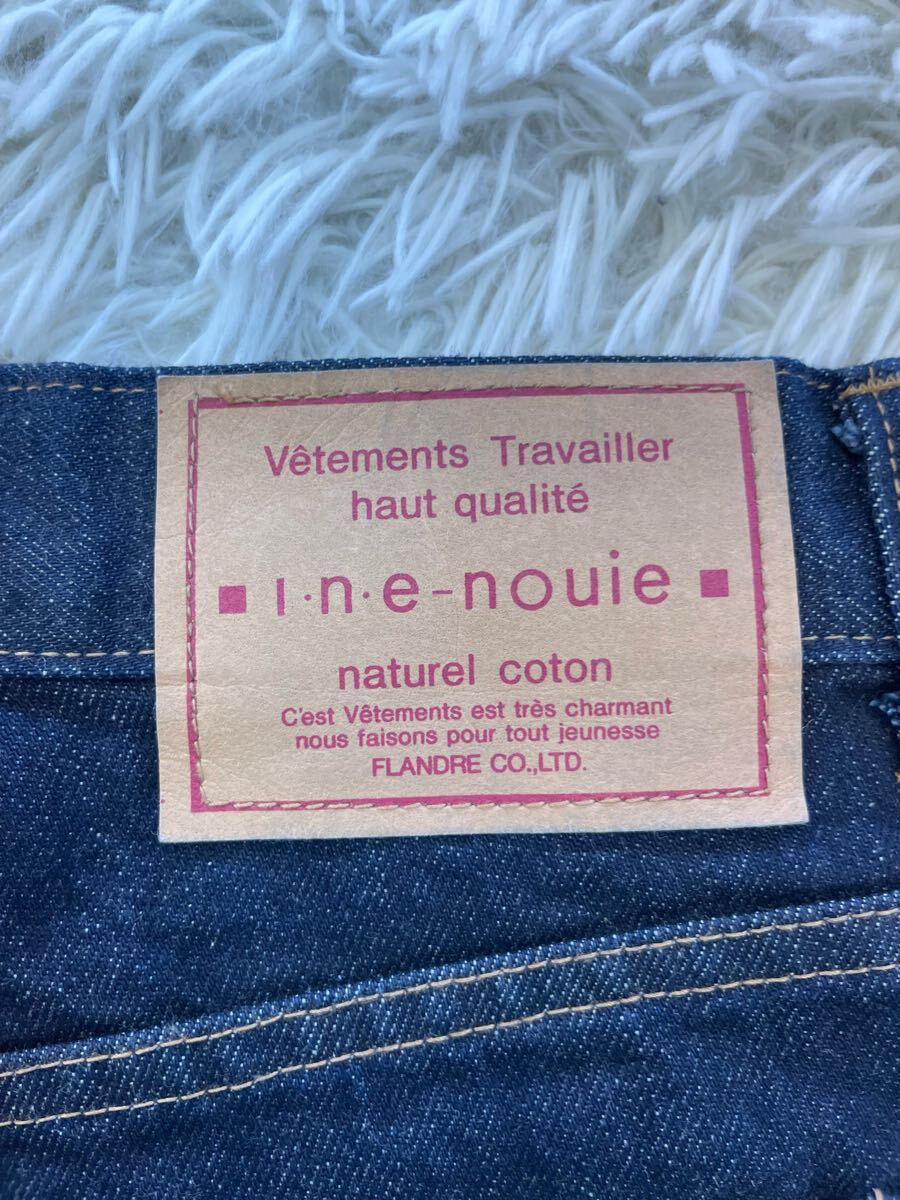 Vêtements Travailler
haut qualité
■ I·n·e-nouie ■
naturel coton
C'est Vêtements est très charmant
nous faisons pour tout jeunesse
FLANDRE CO.,LTD.